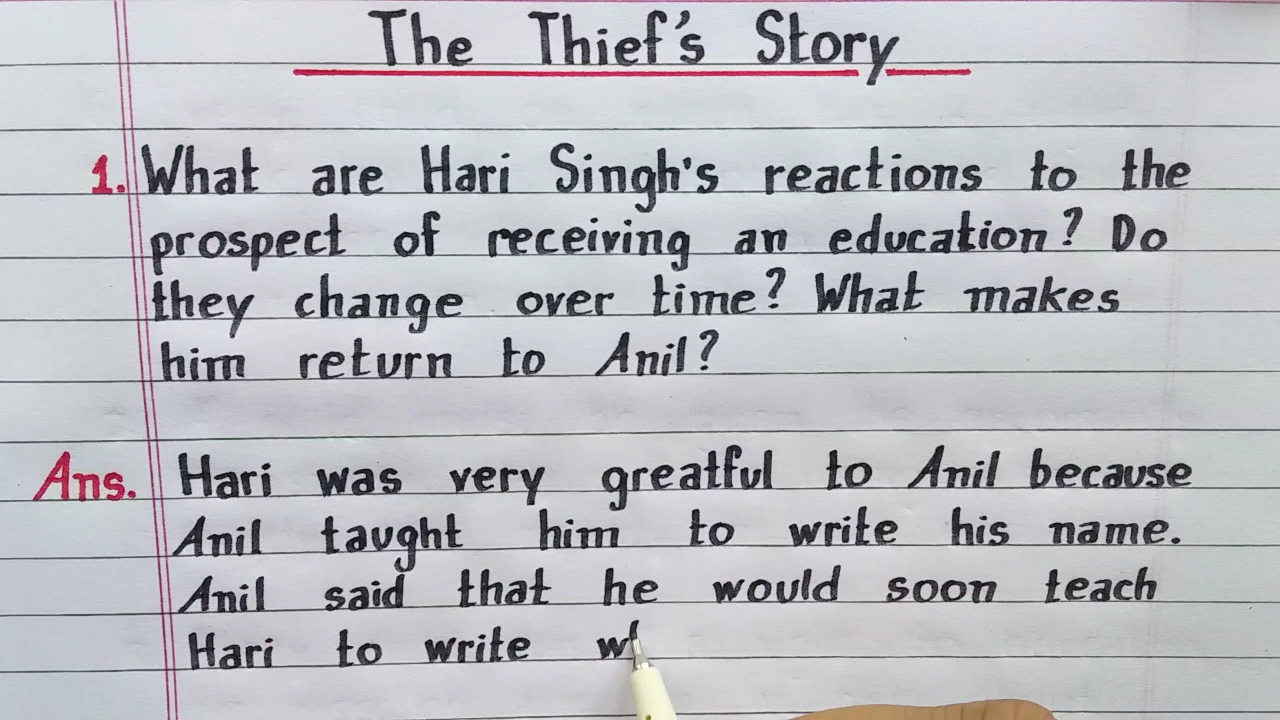 The Thief's Story
1. What are Hari Singh's reactions to the
prospect of receiving an education? Do
they change over time? What makes
him return to Anil?
Ans. Hari was very greatful to Anil because
Anil taught him to write his name.
Anil said that he would soon teach
Hari to write